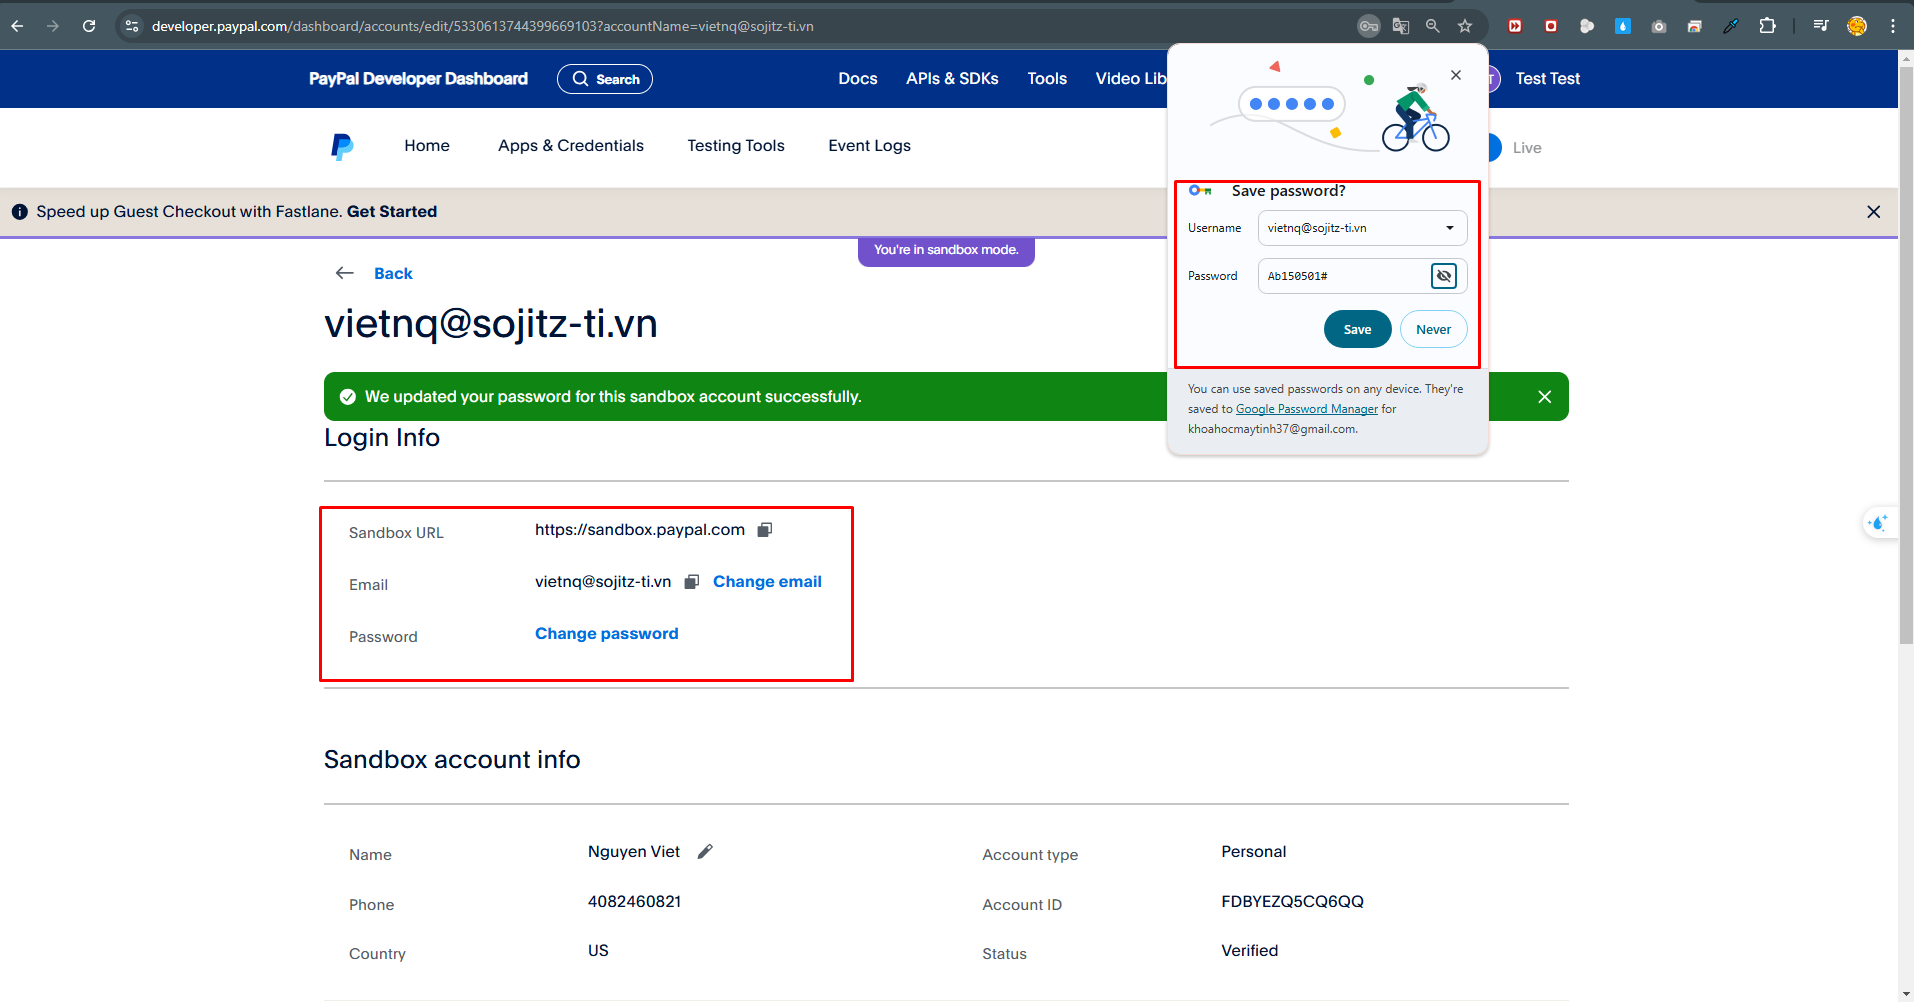 developer.paypal.com/dashboard/accounts/edit/5330613744399669103?accountName=vietnq@sojitz-ti.vn
PayPal Developer Dashboard
Search
Docs
APIs & SDKs
Tools
Video Lib
T
Test Test
Home
Apps & Credentials
Testing Tools
Event Logs
Live
Speed up Guest Checkout with Fastlane. Get Started
You're in sandbox mode.
Back
vietnq@sojitz-ti.vn
We updated your password for this sandbox account successfully.
Save password?
Username
vietnq@sojitz-ti.vn
Password
Ab150501#
Save
Never
You can use saved passwords on any device. They're
saved to Google Password Manager for
khoahocmaytinh37@gmail.com.
Login Info
Sandbox URL
https://sandbox.paypal.com
Email
vietnq@sojitz-ti.vn
Change email
Password
Change password
Sandbox account info
Name
Nguyen Viet
Account type
Personal
Phone
4082460821
Account ID
FDBYEZQ5CQ6QQ
Country
US
Status
Verified